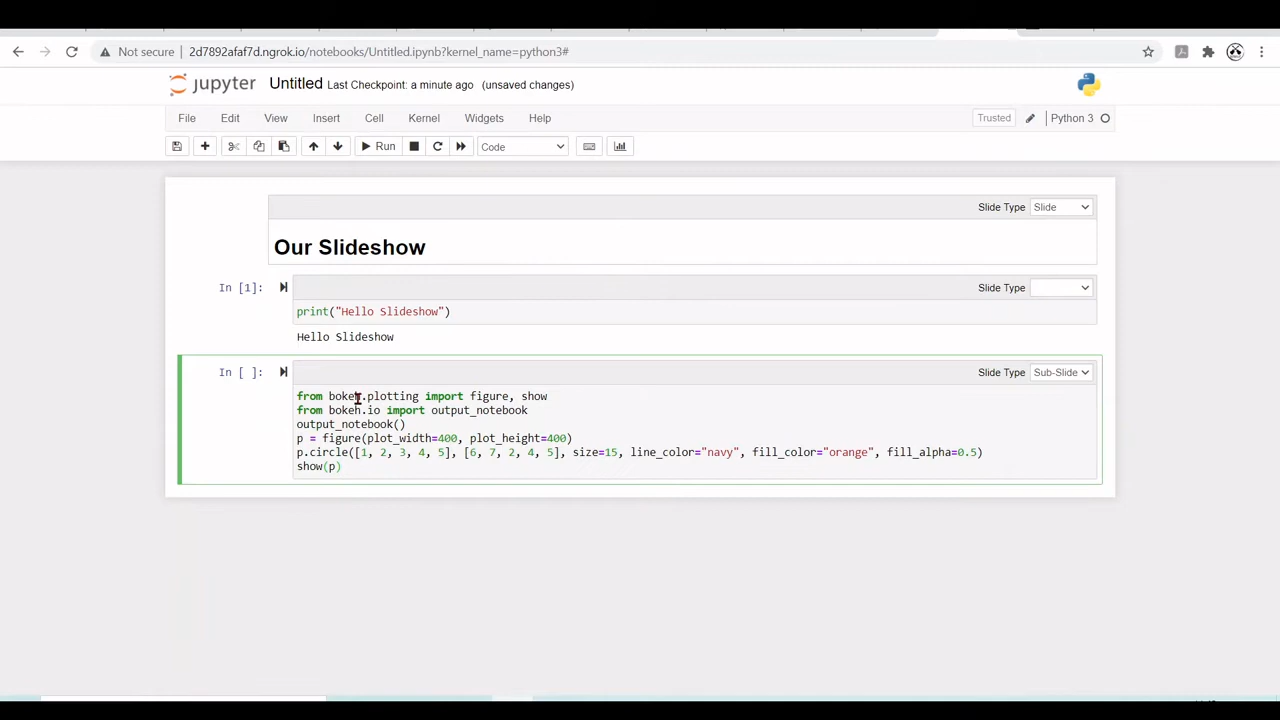 Not secure 2d7892afaf7d.ngrok.io/notebooks/Untitled.ipynb?kernel_name=python3#
jupyter Untitled Last Checkpoint: a minute ago (unsaved changes)
File Edit View Insert Cell Kernel Widgets Help Trusted Python 3
Run Code
Slide Type Slide
Our Slideshow
In [1]: Slide Type
print("Hello Slideshow")
Hello Slideshow
In [ ]: Slide Type Sub-Slide
from bokeh.plotting import figure, show
from bokeh.io import output_notebook
output_notebook()
p = figure(plot_width=400, plot_height=400)
p.circle([1, 2, 3, 4, 5], [6, 7, 2, 4, 5], size=15, line_color="navy", fill_color="orange", fill_alpha=0.5)
show(p)